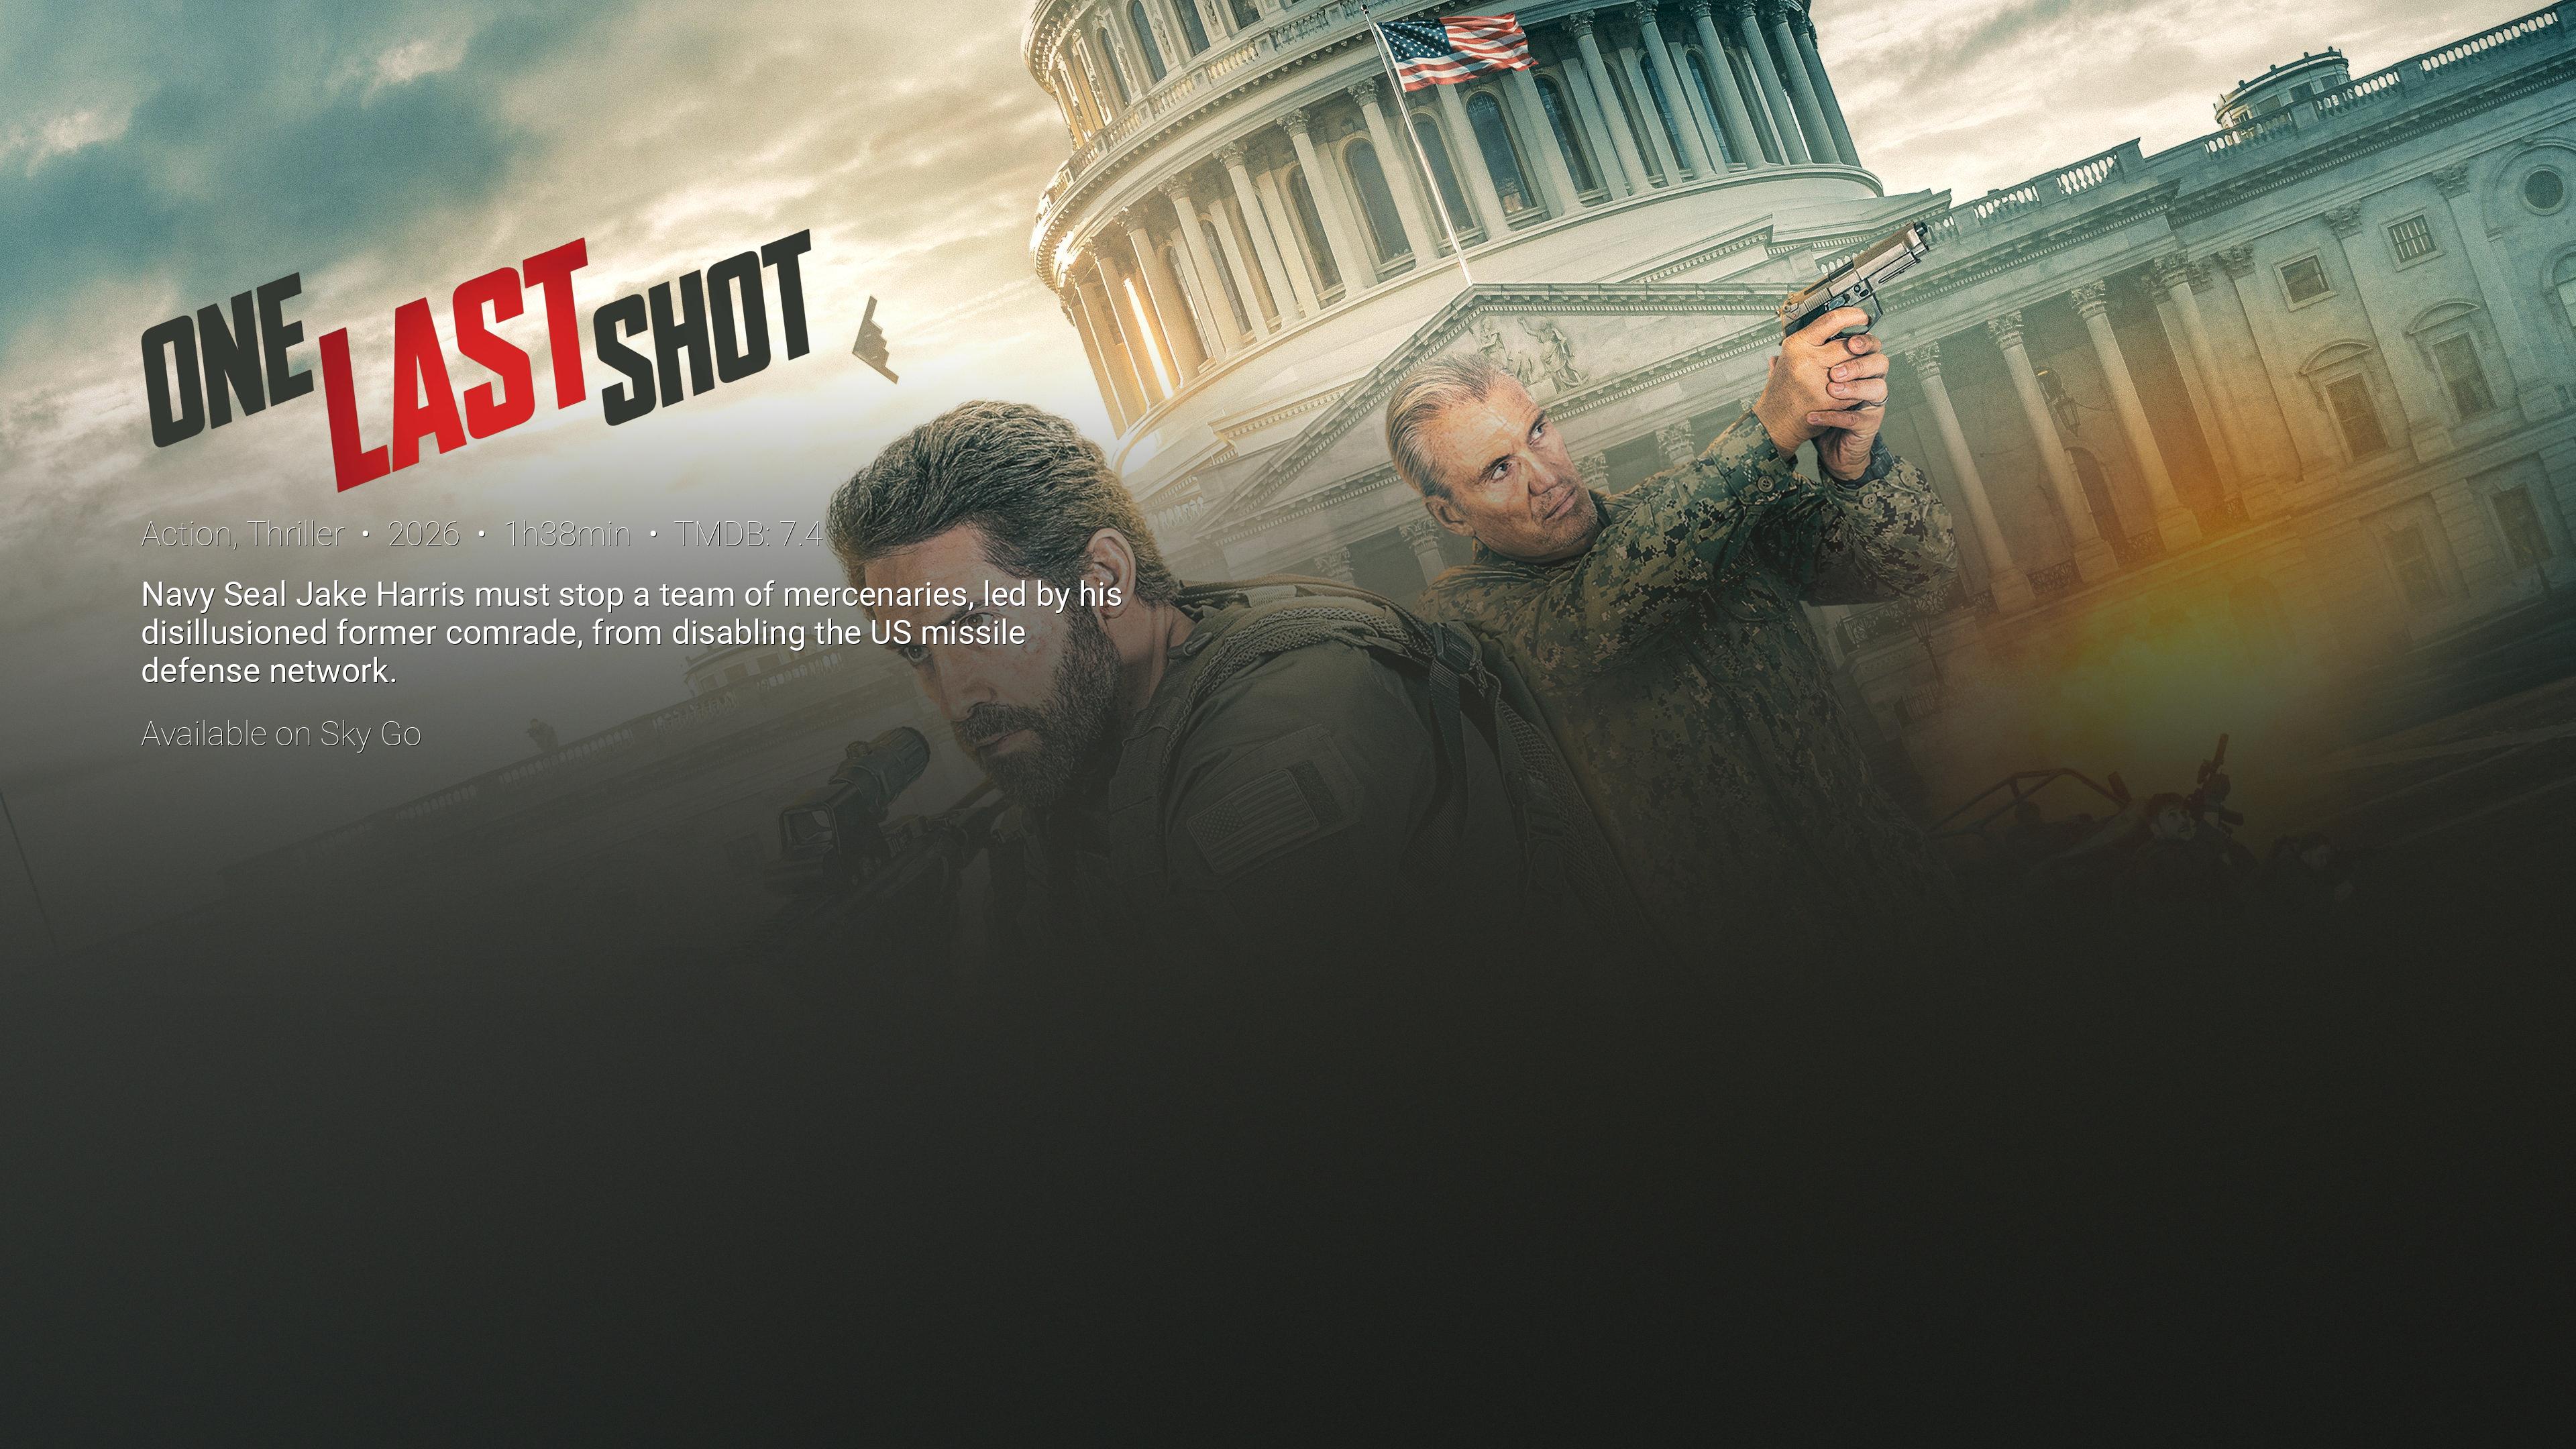 ONE LAST SHOT
Action, Thriller • 2026 • 1h38min • TMDB: 7.4
Navy Seal Jake Harris must stop a team of mercenaries, led by his
disillusioned former comrade, from disabling the US missile
defense network.
Available on Sky Go